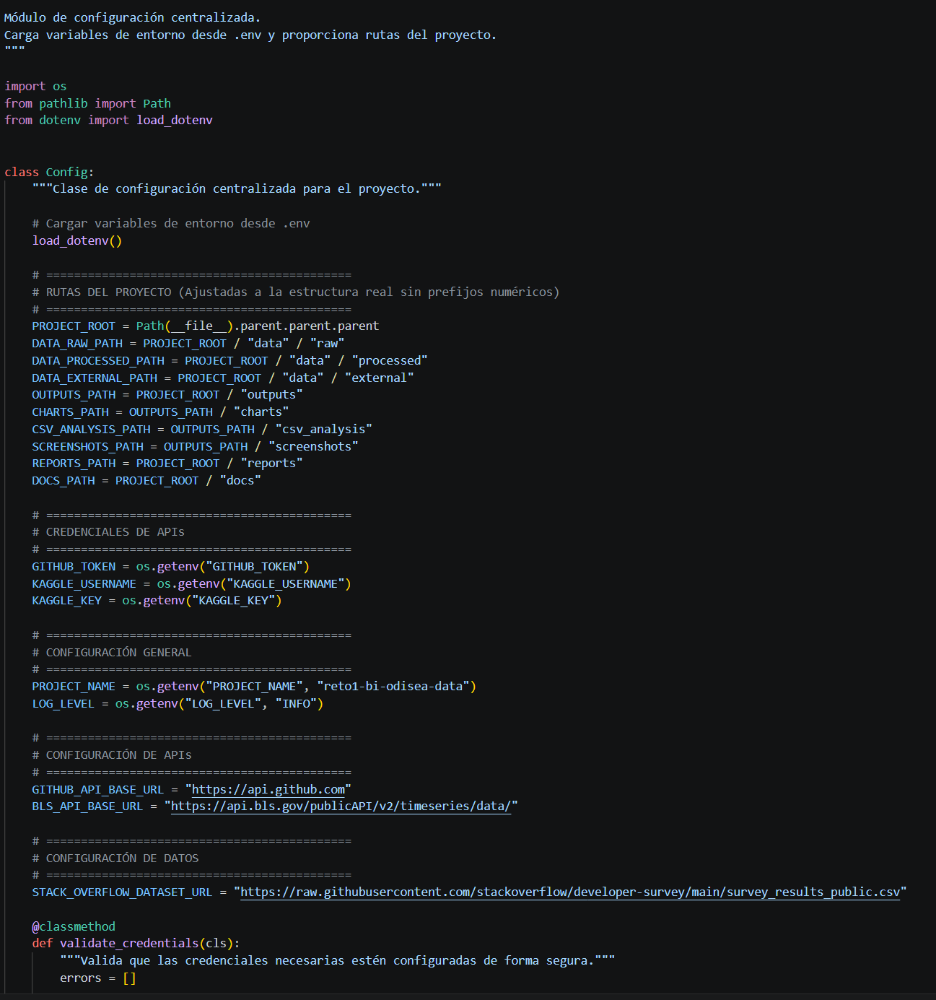 Módulo de configuración centralizada.
Carga variables de entorno desde .env y proporciona rutas del proyecto.
"""

import os
from pathlib import Path
from dotenv import load_dotenv


class Config:
    """Clase de configuración centralizada para el proyecto."""

    # Cargar variables de entorno desde .env
    load_dotenv()

    # ============================================
    # RUTAS DEL PROYECTO (Ajustadas a la estructura real sin prefijos numéricos)
    # ============================================
    PROJECT_ROOT = Path(__file__).parent.parent.parent
    DATA_RAW_PATH = PROJECT_ROOT / "data" / "raw"
    DATA_PROCESSED_PATH = PROJECT_ROOT / "data" / "processed"
    DATA_EXTERNAL_PATH = PROJECT_ROOT / "data" / "external"
    OUTPUTS_PATH = PROJECT_ROOT / "outputs"
    CHARTS_PATH = OUTPUTS_PATH / "charts"
    CSV_ANALYSIS_PATH = OUTPUTS_PATH / "csv_analysis"
    SCREENSHOTS_PATH = OUTPUTS_PATH / "screenshots"
    REPORTS_PATH = PROJECT_ROOT / "reports"
    DOCS_PATH = PROJECT_ROOT / "docs"

    # ============================================
    # CREDENCIALES DE APIs
    # ============================================
    GITHUB_TOKEN = os.getenv("GITHUB_TOKEN")
    KAGGLE_USERNAME = os.getenv("KAGGLE_USERNAME")
    KAGGLE_KEY = os.getenv("KAGGLE_KEY")

    # ============================================
    # CONFIGURACIÓN GENERAL
    # ============================================
    PROJECT_NAME = os.getenv("PROJECT_NAME", "reto1-bi-odisea-data")
    LOG_LEVEL = os.getenv("LOG_LEVEL", "INFO")

    # ============================================
    # CONFIGURACIÓN DE APIs
    # ============================================
    GITHUB_API_BASE_URL = "https://api.github.com"
    BLS_API_BASE_URL = "https://api.bls.gov/publicAPI/v2/timeseries/data/"

    # ============================================
    # CONFIGURACIÓN DE DATOS
    # ============================================
    STACK_OVERFLOW_DATASET_URL = "https://raw.githubusercontent.com/stackoverflow/developer-survey/main/survey_results_public.csv"

    @classmethod
    def validate_credentials(cls):
        """Valida que las credenciales necesarias estén configuradas de forma segura."""
        errors = []